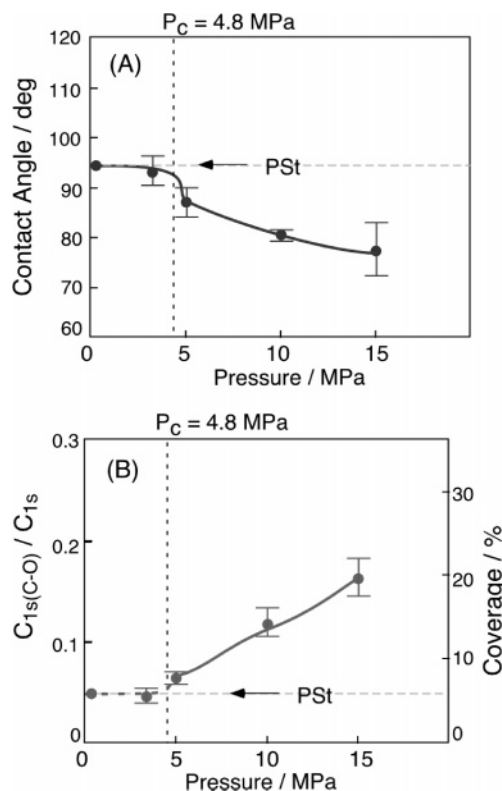 P_C = 4.8 MPa
(A)
120
110
100
90
80
70
60
Contact Angle / deg
PSt
0 5 10 15
Pressure / MPa
P_C = 4.8 MPa
(B)
0.3
0.2
0.1
0
C_1s(C-O) / C_1s
30
20
10
0
Coverage / %
PSt
0 5 10 15
Pressure / MPa